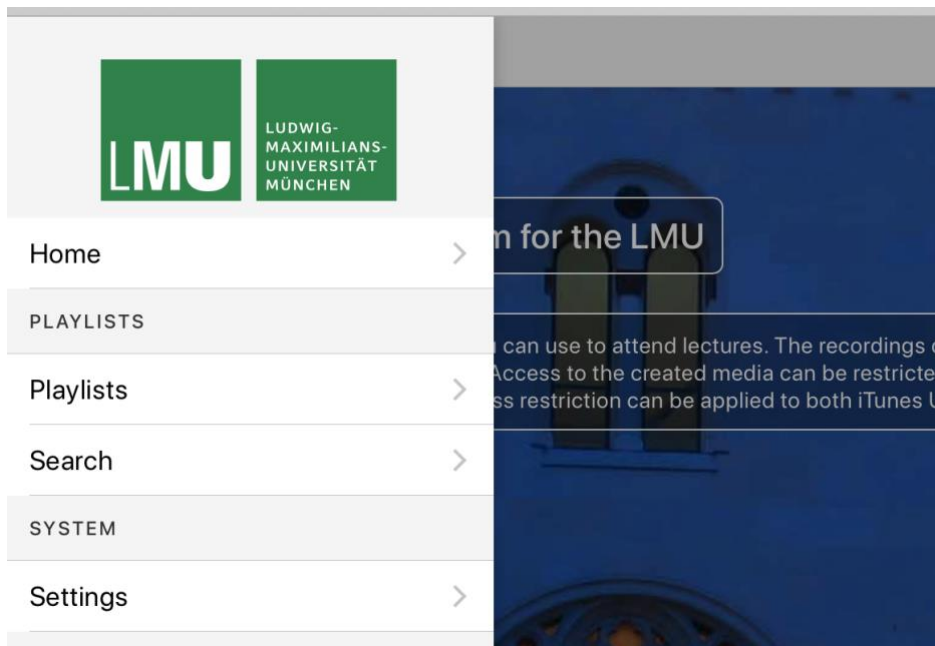 LMU
LUDWIG-
MAXIMILIANS-
UNIVERSITÄT
MÜNCHEN
Home
PLAYLISTS
Playlists
Search
SYSTEM
Settings
for the LMU
can use to attend lectures. The recordings
Access to the created media can be
restriction can be applied to both iTunes